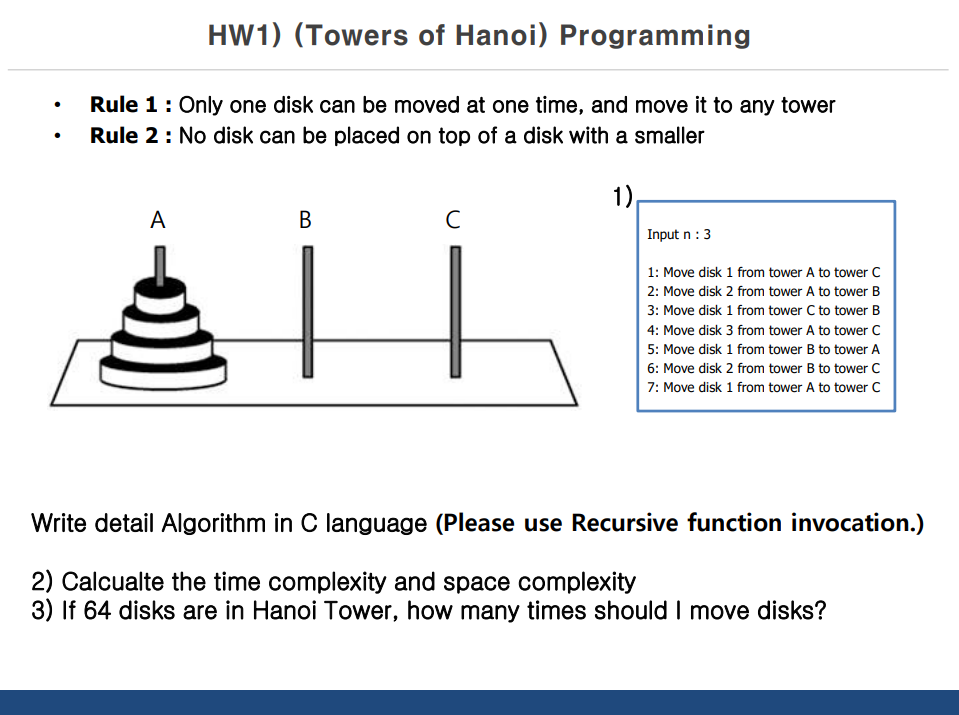 HW1) (Towers of Hanoi) Programming
• Rule 1 : Only one disk can be moved at one time, and move it to any tower
• Rule 2 : No disk can be placed on top of a disk with a smaller
A B C
1)
Input n : 3
1: Move disk 1 from tower A to tower C
2: Move disk 2 from tower A to tower B
3: Move disk 1 from tower C to tower B
4: Move disk 3 from tower A to tower C
5: Move disk 1 from tower B to tower A
6: Move disk 2 from tower B to tower C
7: Move disk 1 from tower A to tower C
Write detail Algorithm in C language (Please use Recursive function invocation.)
2) Calcualte the time complexity and space complexity
3) If 64 disks are in Hanoi Tower, how many times should I move disks?